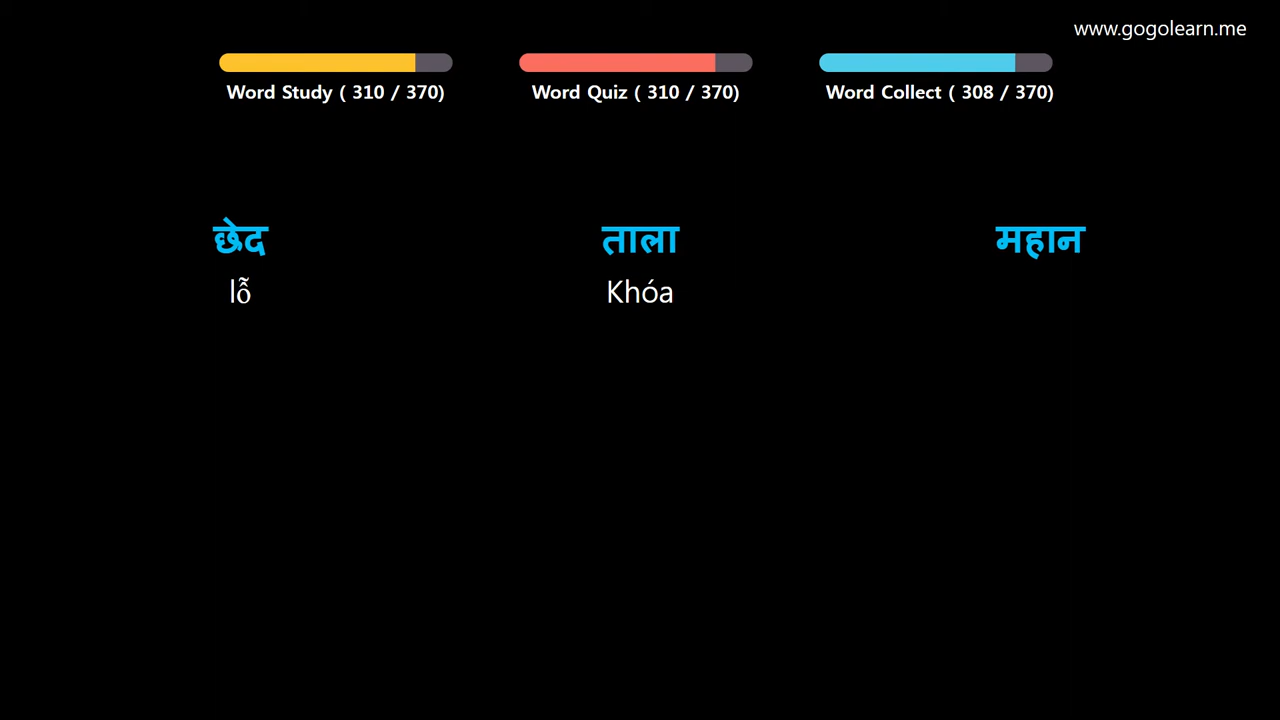 www.gogolearn.me
Word Study ( 310 / 370)
Word Quiz ( 310 / 370)
Word Collect ( 308 / 370)
छेद
lỗ
ताला
Khóa
महान